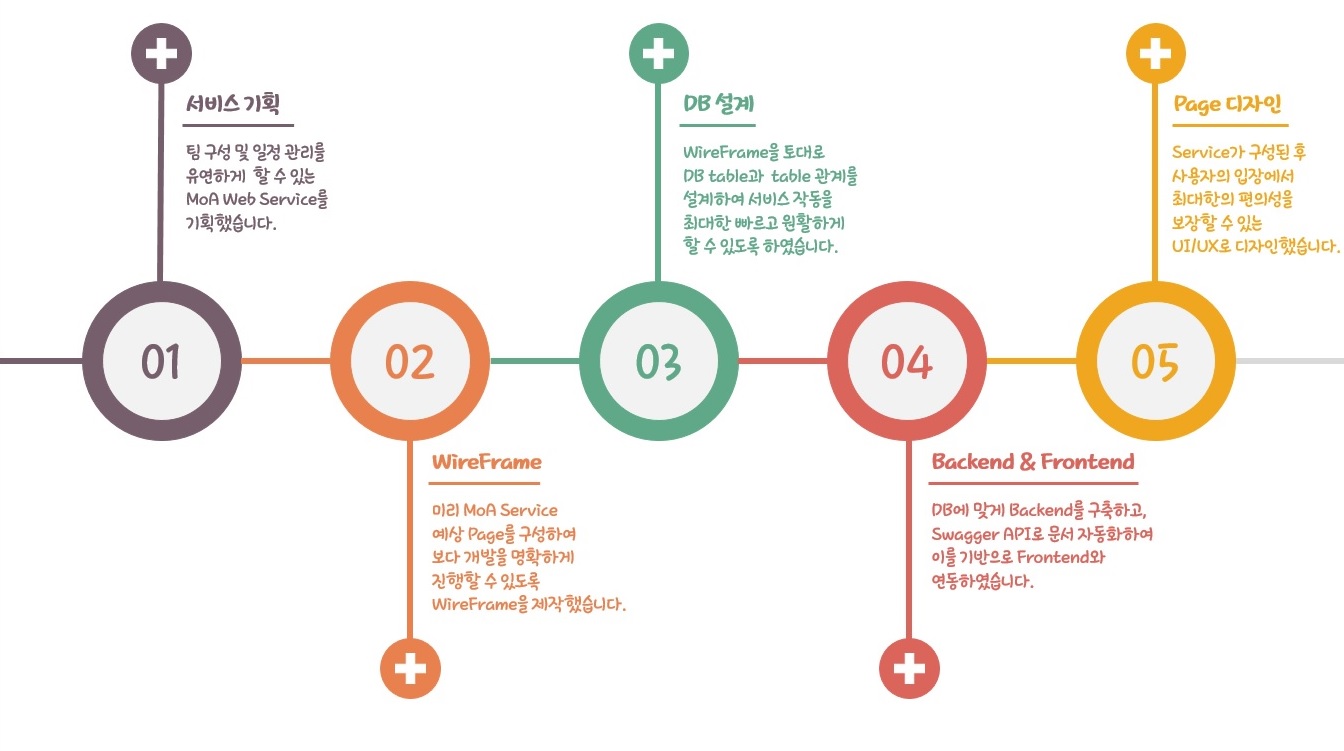 서비스 기획
팀 구성 및 일정 관리를
유연하게 할 수 있는
MoA Web Service를
기획했습니다.
01
WireFrame
미리 MoA Service
예상 Page를 구성하여
보다 개발을 명확하게
진행할 수 있도록
WireFrame을 제작했습니다.
02
DB 설계
WireFrame을 토대로
DB table과 table 관계를
설계하여 서비스 작동을
최대한 빠르고 원활하게
할 수 있도록 하였습니다.
03
Backend & Frontend
DB에 맞게 Backend를 구축하고,
Swagger API로 문서 자동화하여
이를 기반으로 Frontend와
연동하였습니다.
04
Page 디자인
Service가 구성된 후
사용자의 입장에서
최대한의 편의성을
보장할 수 있는
UI/UX로 디자인했습니다.
05